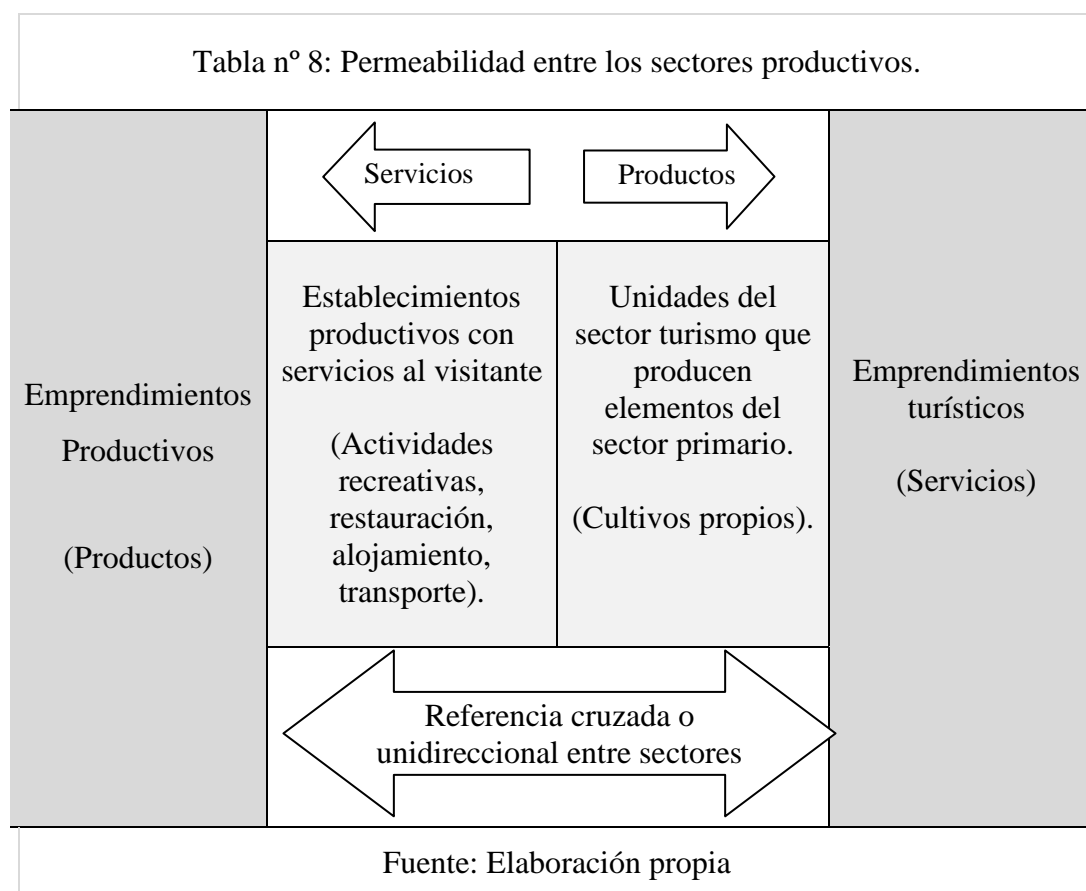 Tabla nº 8: Permeabilidad entre los sectores productivos.
Servicios
Productos
Emprendimientos
Productivos
(Productos)
Establecimientos
productivos con
servicios al visitante
(Actividades
recreativas,
restauración,
alojamiento,
transporte).
Unidades del
sector turismo que
producen
elementos del
sector primario.
(Cultivos propios).
Emprendimientos
turísticos
(Servicios)
Referencia cruzada o
unidireccional entre sectores
Fuente: Elaboración propia